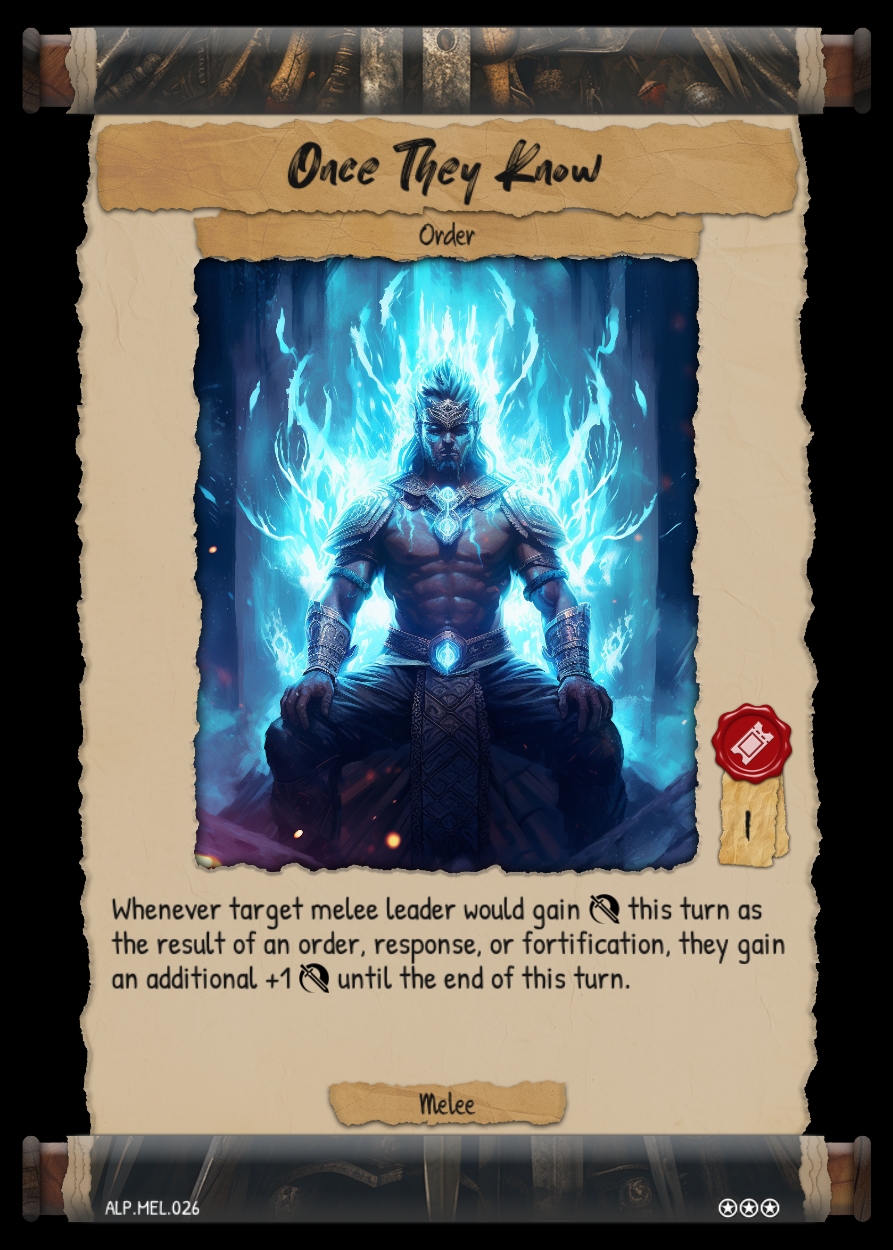 Once They Know
Order
1
Whenever target melee leader would gain this turn as
the result of an order, response, or fortification, they gain
an additional +1 until the end of this turn.
Melee
ALP.MEL.026